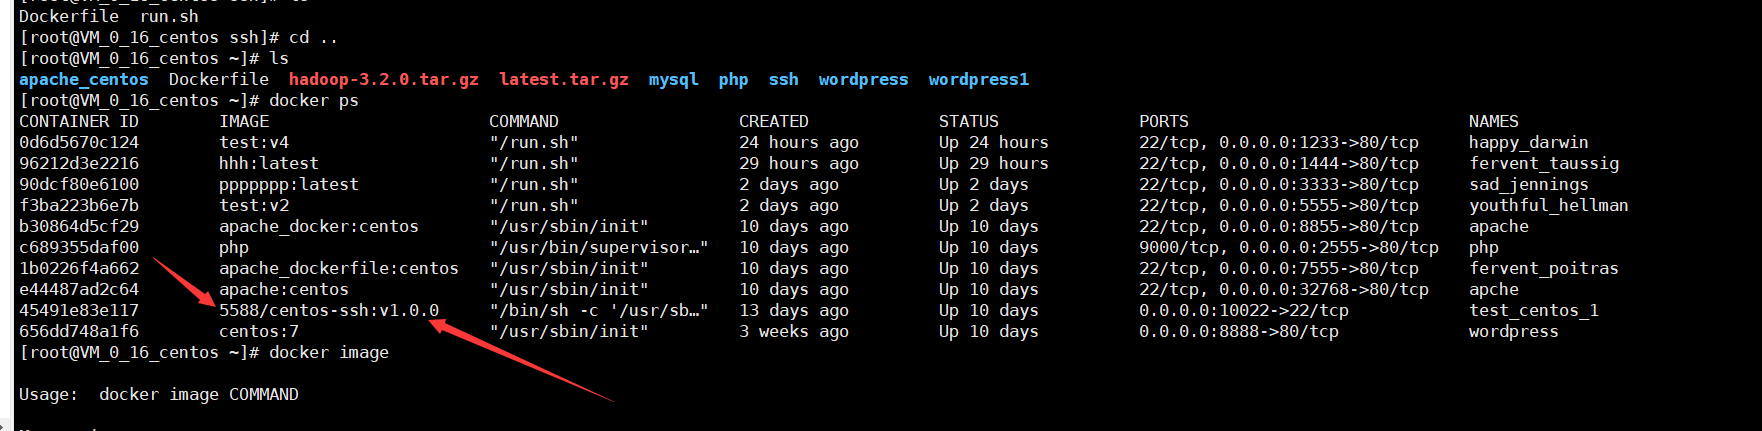 Dockerfile  run.sh
[root@VM_0_16_centos ssh]# cd ..
[root@VM_0_16_centos ~]# ls
apache_centos  Dockerfile  hadoop-3.2.0.tar.gz  latest.tar.gz  mysql  php  ssh  wordpress  wordpress1
[root@VM_0_16_centos ~]# docker ps
CONTAINER ID        IMAGE                      COMMAND                  CREATED             STATUS              PORTS                            NAMES
0d6d5670c124        test:v4                    "/run.sh"                24 hours ago        Up 24 hours         22/tcp, 0.0.0.0:1233->80/tcp     happy_darwin
96212d3e2216        hhh:latest                 "/run.sh"                29 hours ago        Up 29 hours         22/tcp, 0.0.0.0:1444->80/tcp     fervent_taussig
90dcf80e6100        ppppppp:latest             "/run.sh"                2 days ago          Up 2 days           22/tcp, 0.0.0.0:3333->80/tcp     sad_jennings
f3ba223b6e7b        test:v2                    "/run.sh"                2 days ago          Up 2 days           22/tcp, 0.0.0.0:5555->80/tcp     youthful_hellman
b30864d5cf29        apache_docker:centos       "/usr/sbin/init"         10 days ago         Up 10 days          22/tcp, 0.0.0.0:8855->80/tcp     apache
c689355daf00        php                        "/usr/bin/supervisor…"   10 days ago         Up 10 days          9000/tcp, 0.0.0.0:2555->80/tcp   php
1b0226f4a662        apache_dockerfile:centos   "/usr/sbin/init"         10 days ago         Up 10 days          22/tcp, 0.0.0.0:7555->80/tcp     fervent_poitras
e44487ad2c64        apache:centos              "/usr/sbin/init"         10 days ago         Up 10 days          22/tcp, 0.0.0.0:32768->80/tcp    apche
45491e83e117        5588/centos-ssh:v1.0.0     "/bin/sh -c '/usr/sb…"   13 days ago         Up 10 days          0.0.0.0:10022->22/tcp            test_centos_1
656dd748a1f6        centos:7                   "/usr/sbin/init"         3 weeks ago         Up 10 days          0.0.0.0:8888->80/tcp             wordpress
[root@VM_0_16_centos ~]# docker image
Usage:  docker image COMMAND